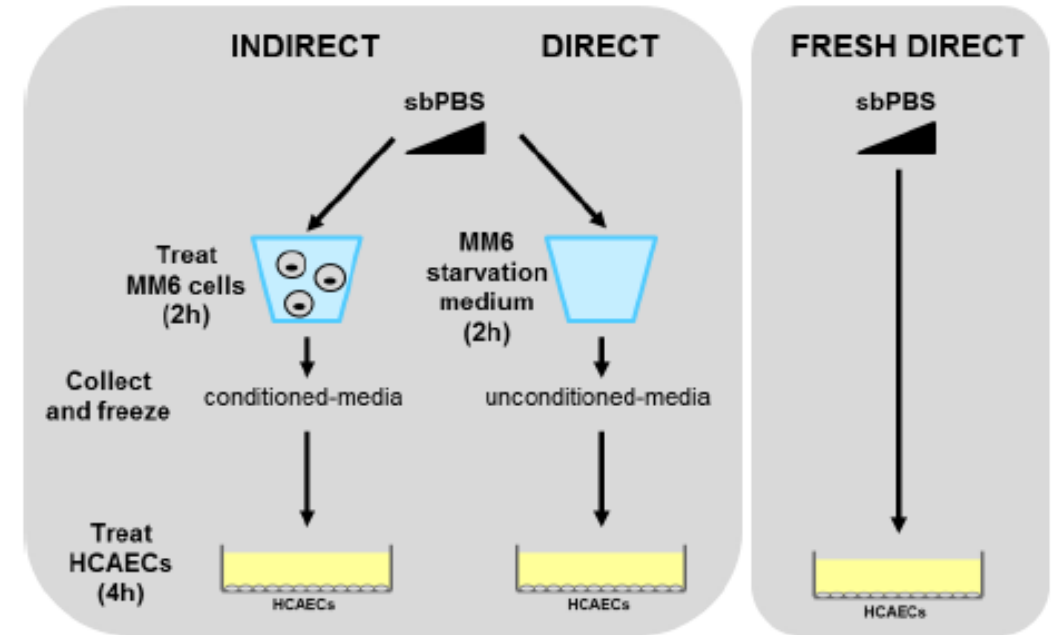 INDIRECT
DIRECT
FRESH DIRECT
sbPBS
sbPBS
Treat
MM6 cells
(2h)
MM6
starvation
medium
(2h)
Collect
and freeze
conditioned-media
unconditioned-media
Treat
HCAECs
(4h)
HCAECs
HCAECs
HCAECs